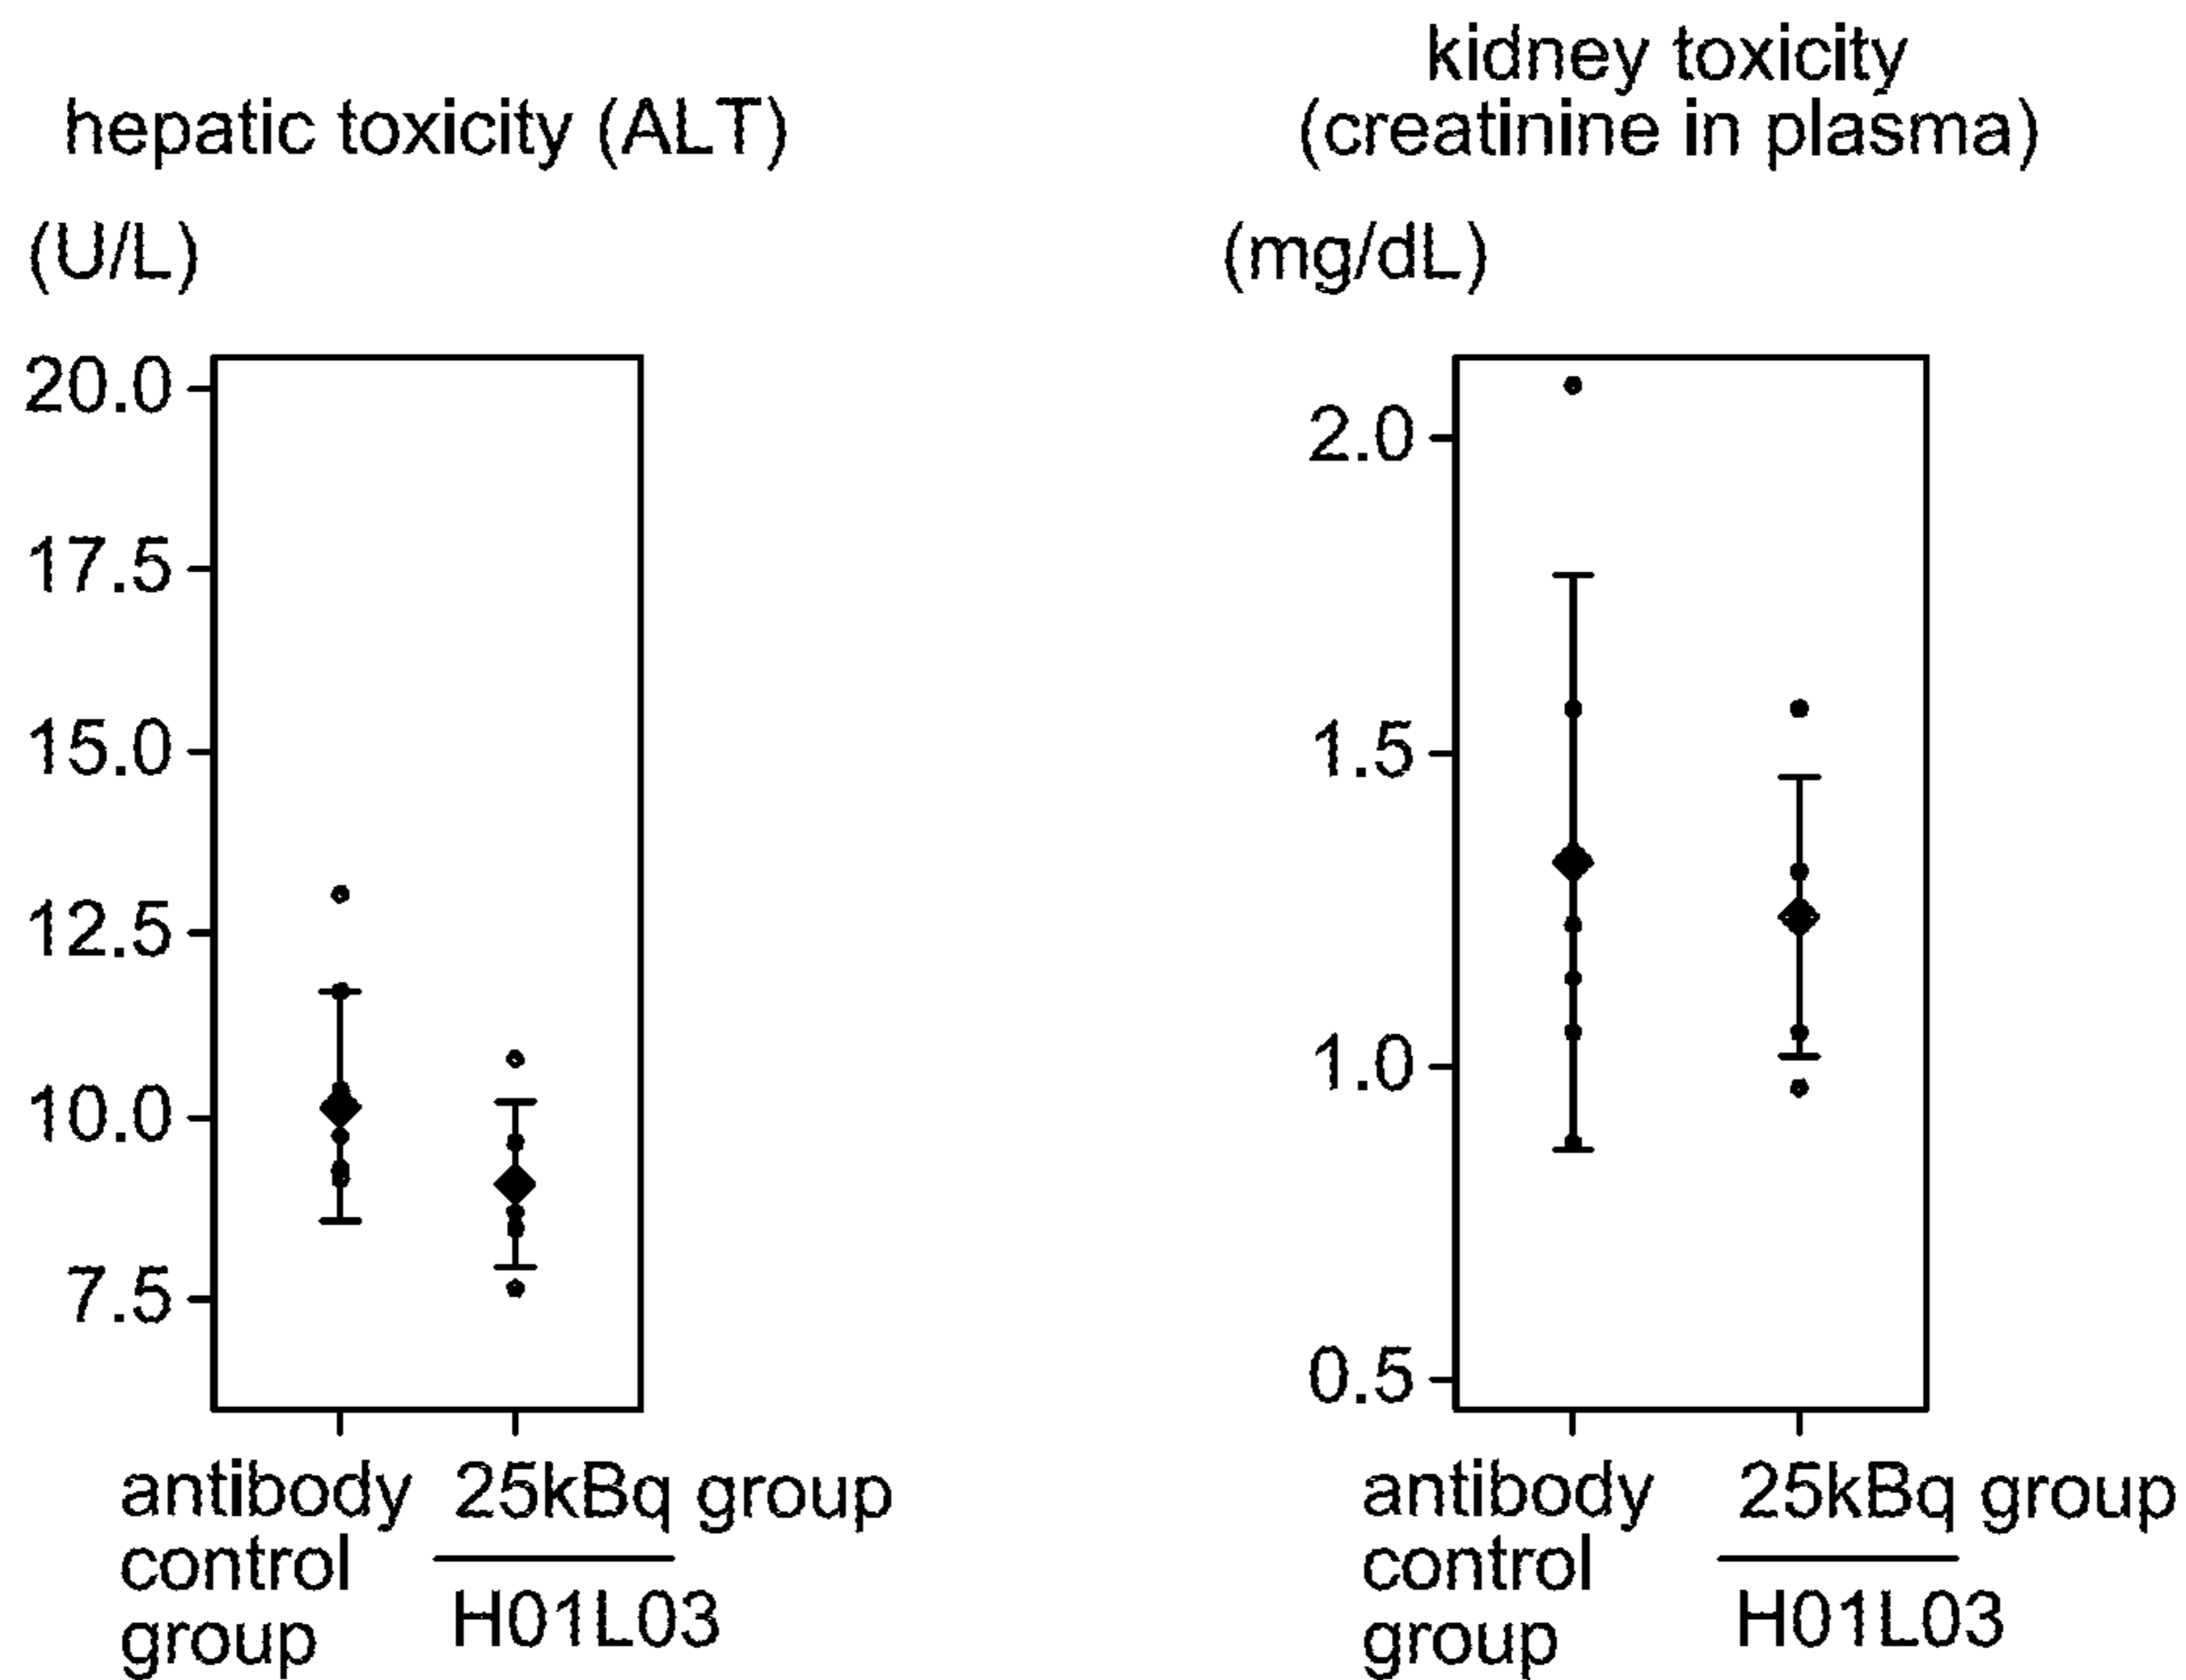 hepatic toxicity (ALT)
(U/L)
20.0
17.5
15.0
12.5
10.0
7.5
antibody
control
group
25kBq group
H01L03
kidney toxicity
(creatinine in plasma)
(mg/dL)
2.0
1.5
1.0
0.5
antibody
control
group
25kBq group
H01L03